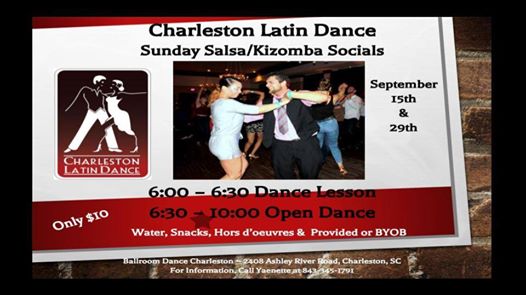 Charleston Latin Dance
Sunday Salsa/Kizomba Socials
September
15th
&
29th
CHARLESTON
LATIN DANCE
6:00 – 6:30 Dance Lesson
6:30 – 10:00 Open Dance
Only $10
Water, Snacks, Hors d'oeuvres & Provided or BYOB
Ballroom Dance Charleston ~ 2408 Ashley River Road, Charleston, SC
For Information, Call Yaenette at 843-345-1791